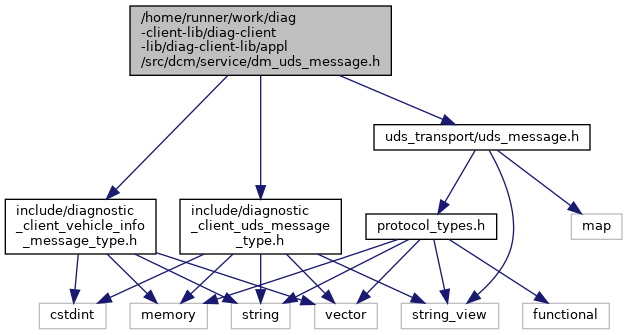 /home/runner/work/diag
-client-lib/diag-client
-lib/diag-client-lib/appl
/src/dcm/service/dm_uds_message.h
uds_transport/uds_message.h
include/diagnostic
_client_vehicle_info
_message_type.h
include/diagnostic
_client_uds_message
_type.h
protocol_types.h
map
cstdint
memory
string
vector
string_view
functional